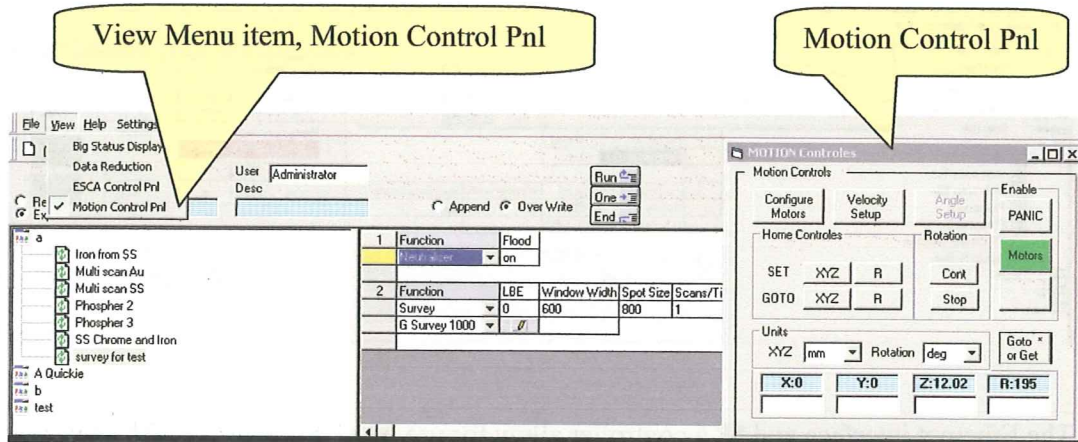 View Menu item, Motion Control Pnl
Motion Control Pnl
File View Help Settings
Big Status Display
Data Reduction
ESCA Control Pnl
Motion Control Pnl
User Administrator
Desc
Re
Ex
Append Over Write
Run
One
End
a
Iron from SS
Multi scan Au
Multi scan SS
Phospher 2
Phospher 3
SS Chrome and Iron
survey for test
A Quickie
b
test
1 Function Flood
Neutralizer on
2 Function LBE Window Width Spot Size Scans/Ti
Survey 0 600 800 1
G Survey 1000
MOTION Controles
Motion Controls
Configure Motors
Velocity Setup
Angle Setup
Enable
PANIC
Motors
Home Controles
SET XYZ R
GOTO XYZ R
Rotation
Cont
Stop
Units
XYZ mm Rotation deg
Goto * or Get
X:0 Y:0 Z:12.02 R:195